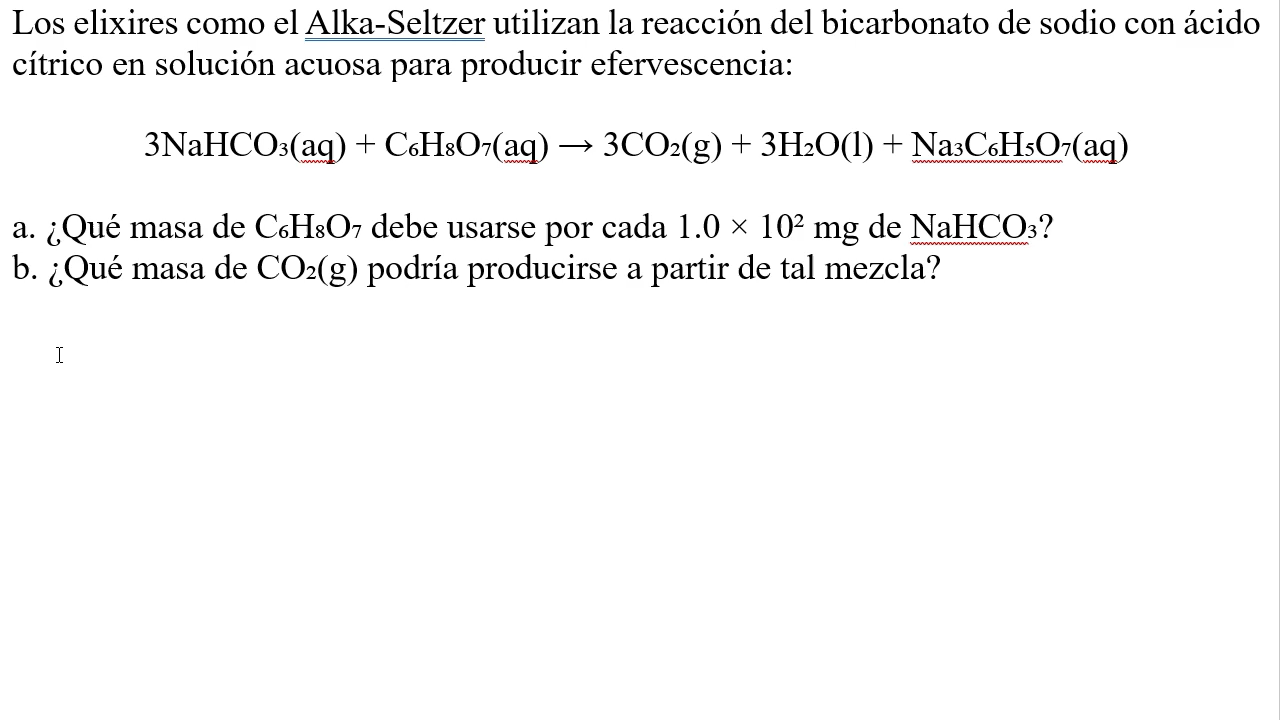 Los elixires como el Alka-Seltzer utilizan la reacción del bicarbonato de sodio con ácido
cítrico en solución acuosa para producir efervescencia:
3NaHCO₃(aq) + C₆H₈O₇(aq) → 3CO₂(g) + 3H₂O(l) + Na₃C₆H₅O₇(aq)
a. ¿Qué masa de C₆H₈O₇ debe usarse por cada 1.0 × 10² mg de NaHCO₃?
b. ¿Qué masa de CO₂(g) podría producirse a partir de tal mezcla?